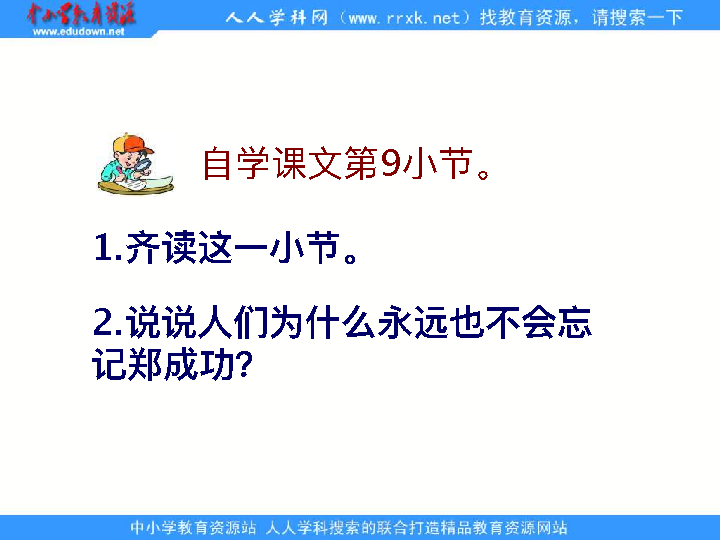 中小学教育资源
www.edudown.net
人人学科网（www.rrxk.net）找教育资源，请搜索一下
自学课文第9小节。
1.齐读这一小节。
2.说说人们为什么永远也不会忘
记郑成功?
中小学教育资源站 人人学科搜索的联合打造精品教育资源网站